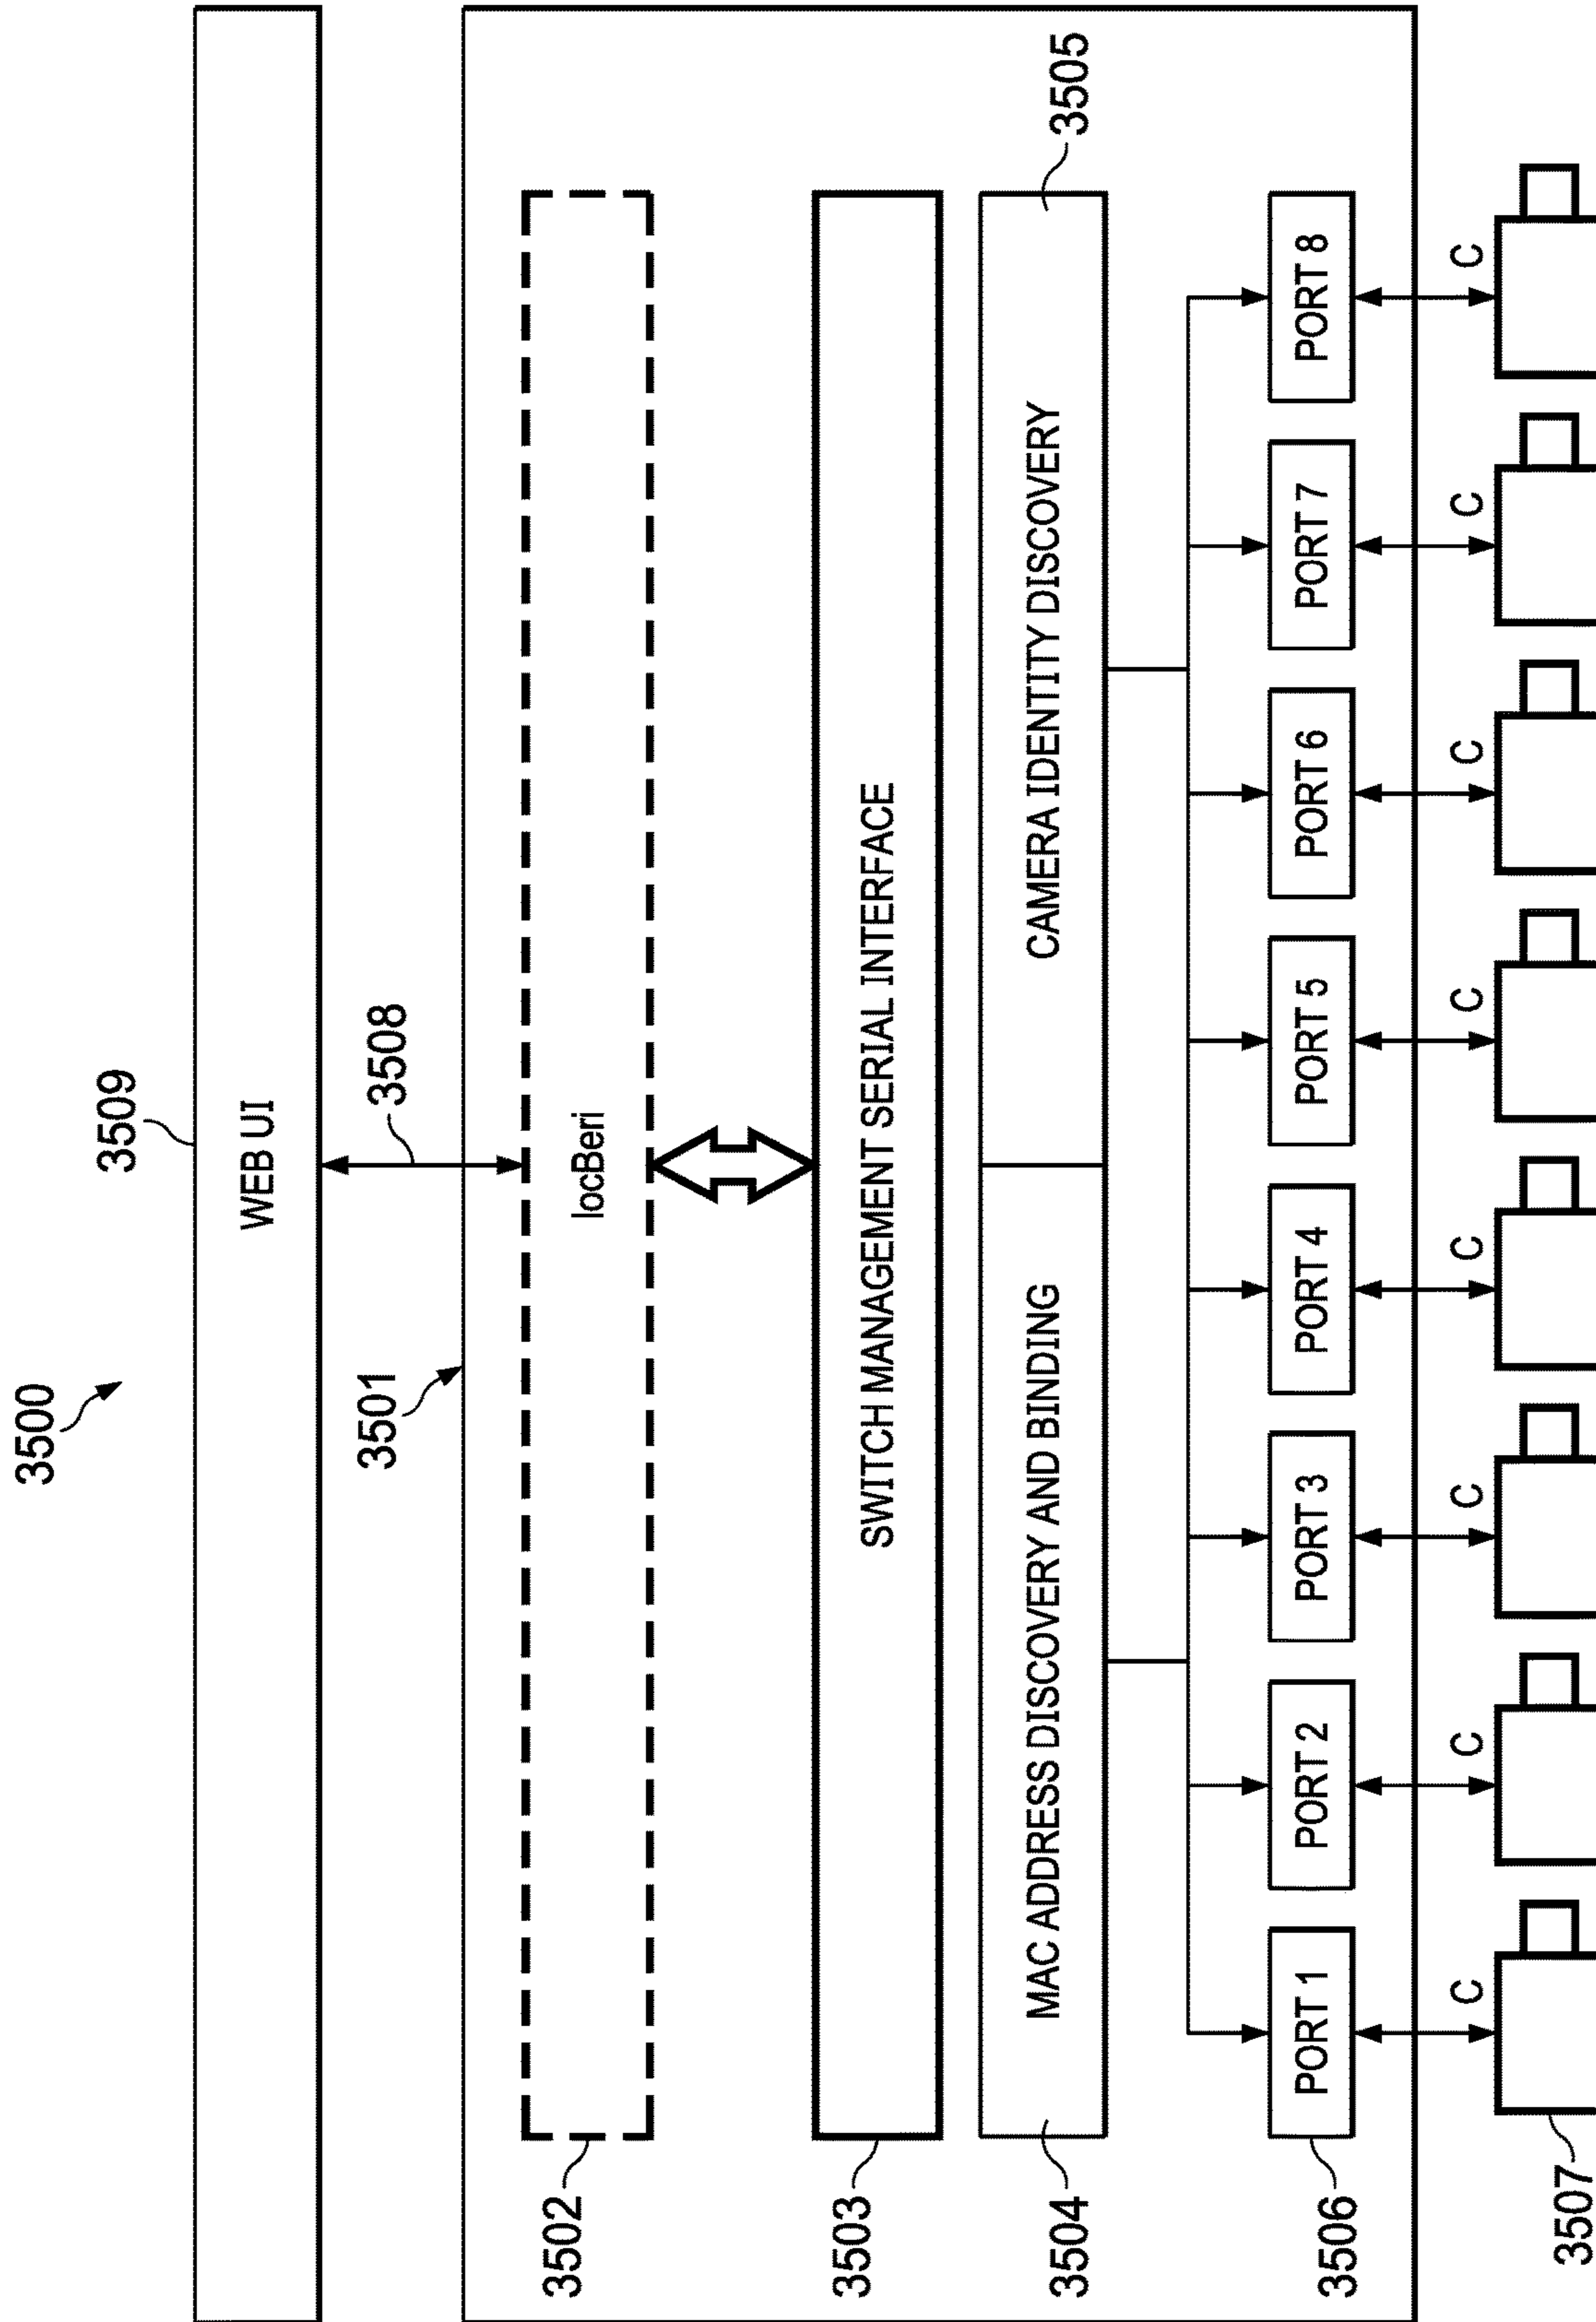 3500
3509
WEB UI
3501
3508
locBeri
3502
SWITCH MANAGEMENT SERIAL INTERFACE
3503
MAC ADDRESS DISCOVERY AND BINDING
CAMERA IDENTITY DISCOVERY
3504
3505
PORT 1
PORT 2
PORT 3
PORT 4
PORT 5
PORT 6
PORT 7
PORT 8
3506
C
C
C
C
C
C
C
C
3507